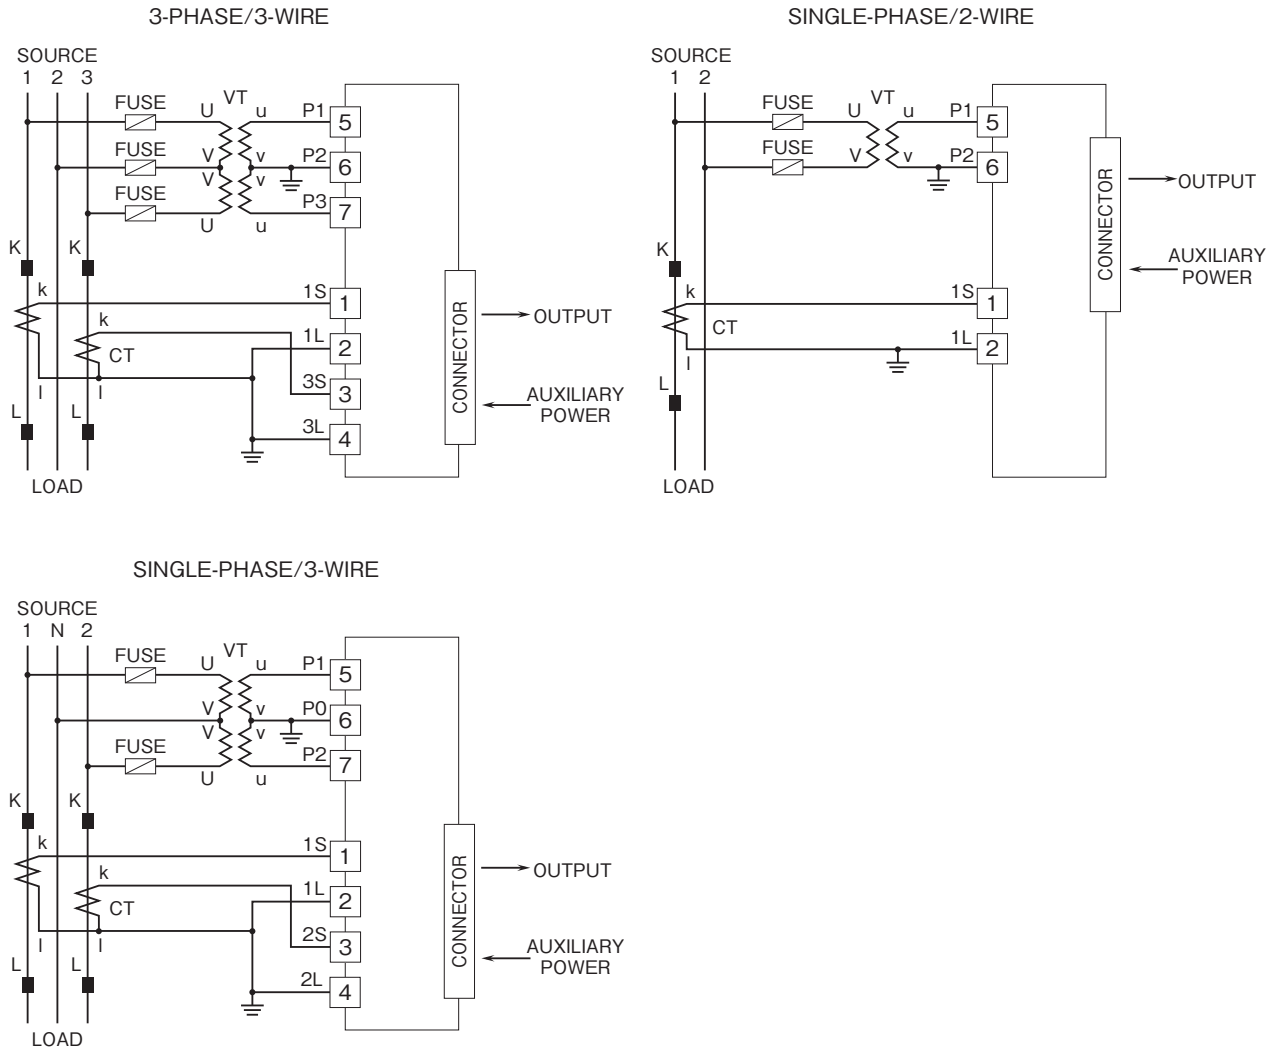 3-PHASE/3-WIRE
SOURCE
1 2 3
FUSE U VT u P1 5
FUSE V v P2 6
V v
FUSE P3 7
U u
K K
k 1S 1
k 1L 2
CT
l l 3S 3
L L 3L 4
LOAD
CONNECTOR
OUTPUT
AUXILIARY
POWER
SINGLE-PHASE/2-WIRE
SOURCE
1 2
FUSE U VT u P1 5
FUSE V v P2 6
K
k 1S 1
CT 1L 2
l
L
LOAD
CONNECTOR
OUTPUT
AUXILIARY
POWER
SINGLE-PHASE/3-WIRE
SOURCE
1 N 2
FUSE U VT u P1 5
V v P0 6
V v
FUSE P2 7
U u
K K
k 1S 1
k 1L 2
CT
l l 2S 3
L L 2L 4
LOAD
CONNECTOR
OUTPUT
AUXILIARY
POWER